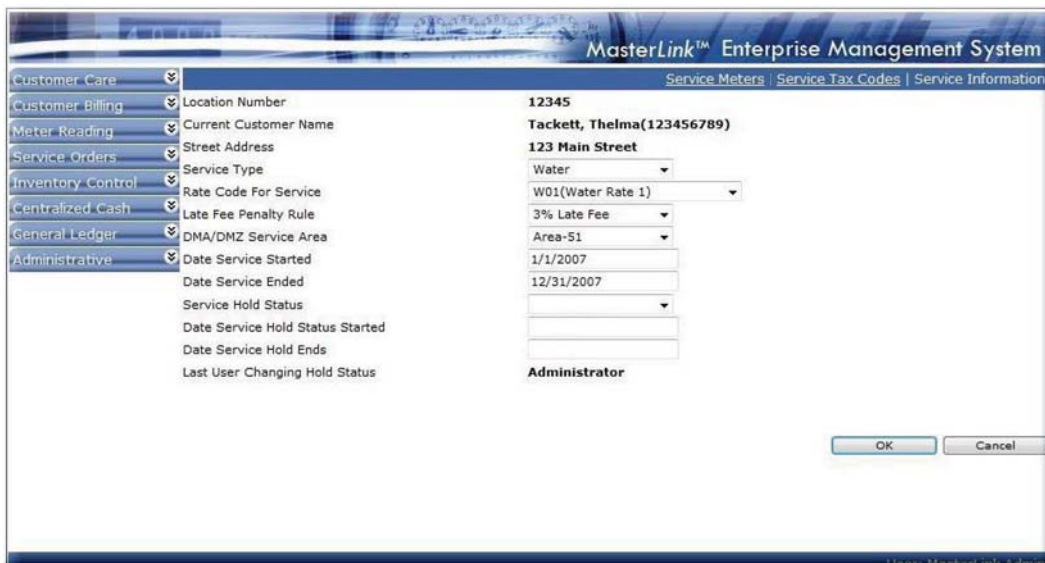 MasterLink™ Enterprise Management System
Service Meters | Service Tax Codes | Service Information
Customer Care
Customer Billing
Meter Reading
Service Orders
Inventory Control
Centralized Cash
General Ledger
Administrative
Location Number 12345
Current Customer Name Tackett, Thelma(123456789)
Street Address 123 Main Street
Service Type Water
Rate Code For Service W01(Water Rate 1)
Late Fee Penalty Rule 3% Late Fee
DMA/DMZ Service Area Area-51
Date Service Started 1/1/2007
Date Service Ended 12/31/2007
Service Hold Status
Date Service Hold Status Started
Date Service Hold Ends
Last User Changing Hold Status Administrator
OK Cancel